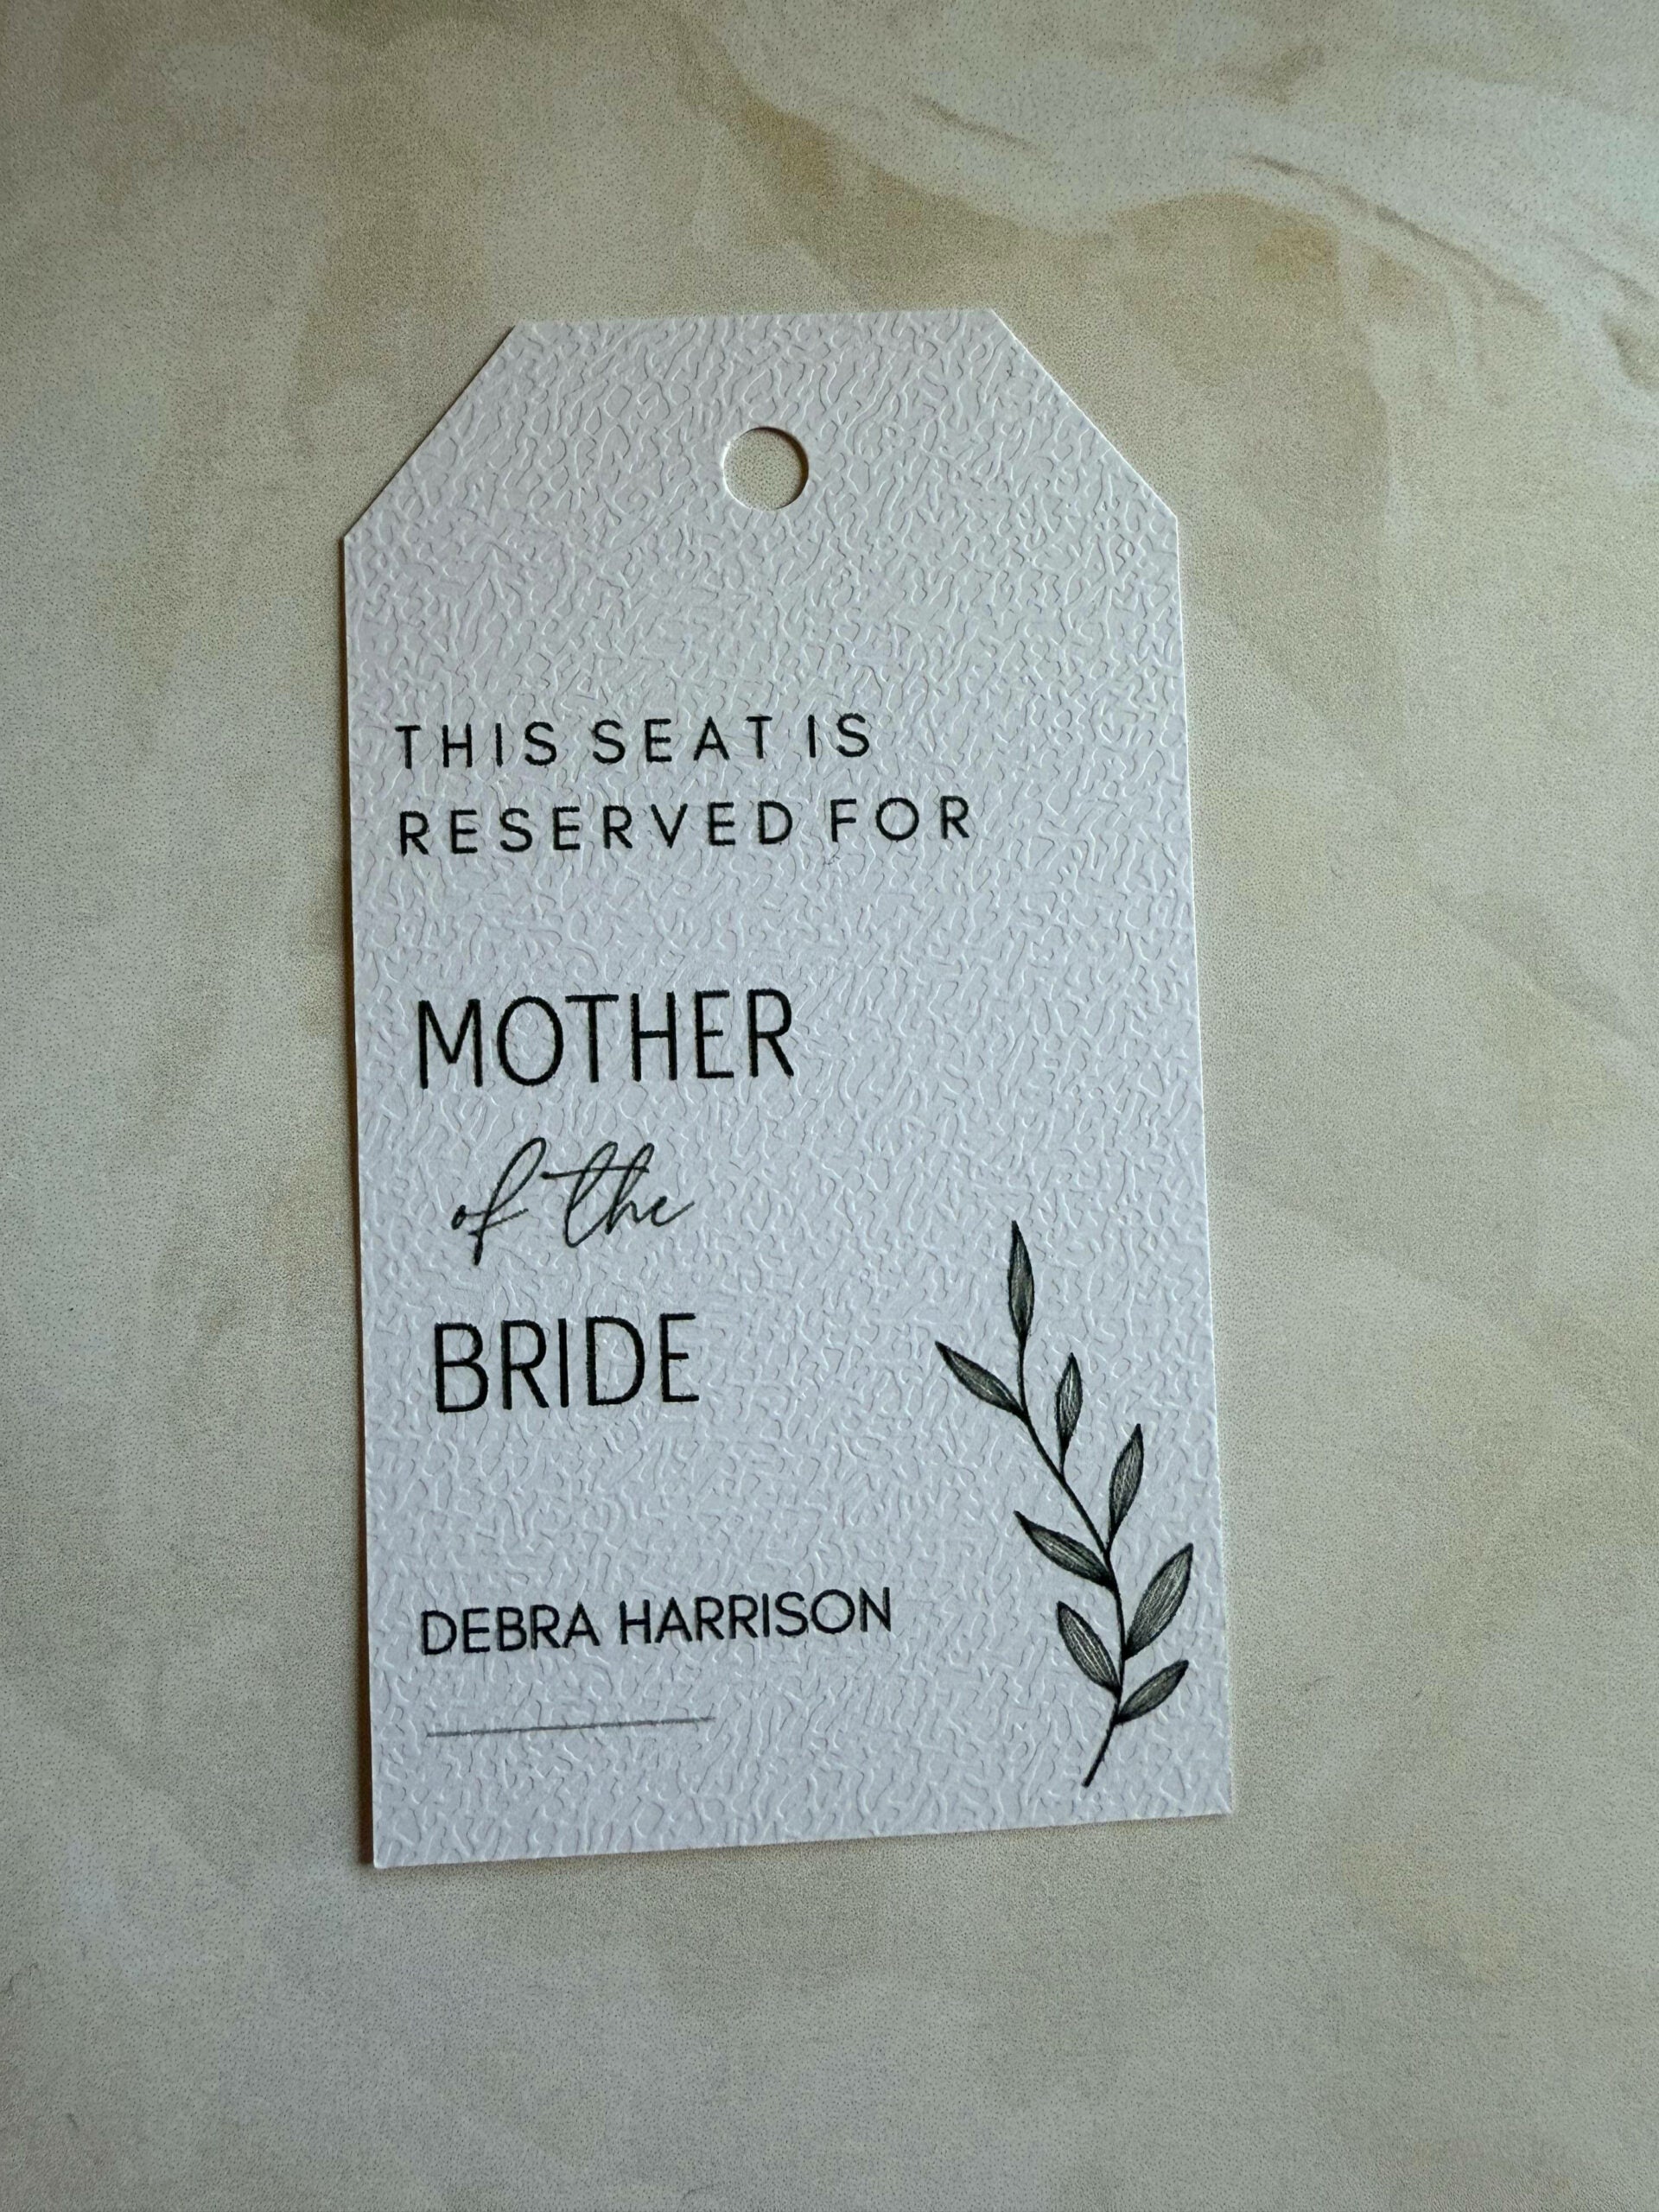 THIS SEAT IS
RESERVED FOR
MOTHER
of the
BRIDE
DEBRA HARRISON